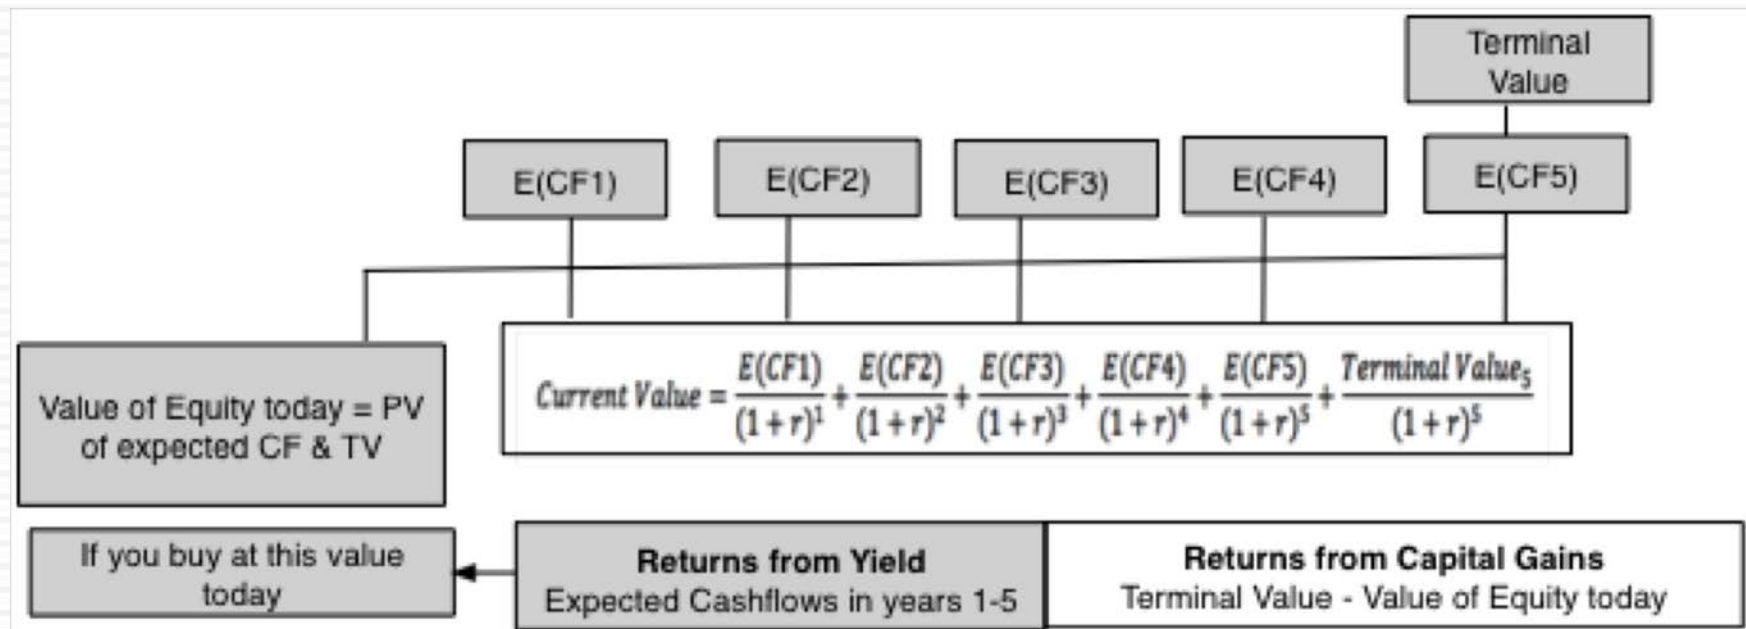 Terminal
Value
E(CF1)
E(CF2)
E(CF3)
E(CF4)
E(CF5)
Value of Equity today = PV
of expected CF & TV
Current Value = E(CF1)/(1+r)^1 + E(CF2)/(1+r)^2 + E(CF3)/(1+r)^3 + E(CF4)/(1+r)^4 + E(CF5)/(1+r)^5 + Terminal Value_5/(1+r)^5
If you buy at this value
today
Returns from Yield
Expected Cashflows in years 1-5
Returns from Capital Gains
Terminal Value - Value of Equity today